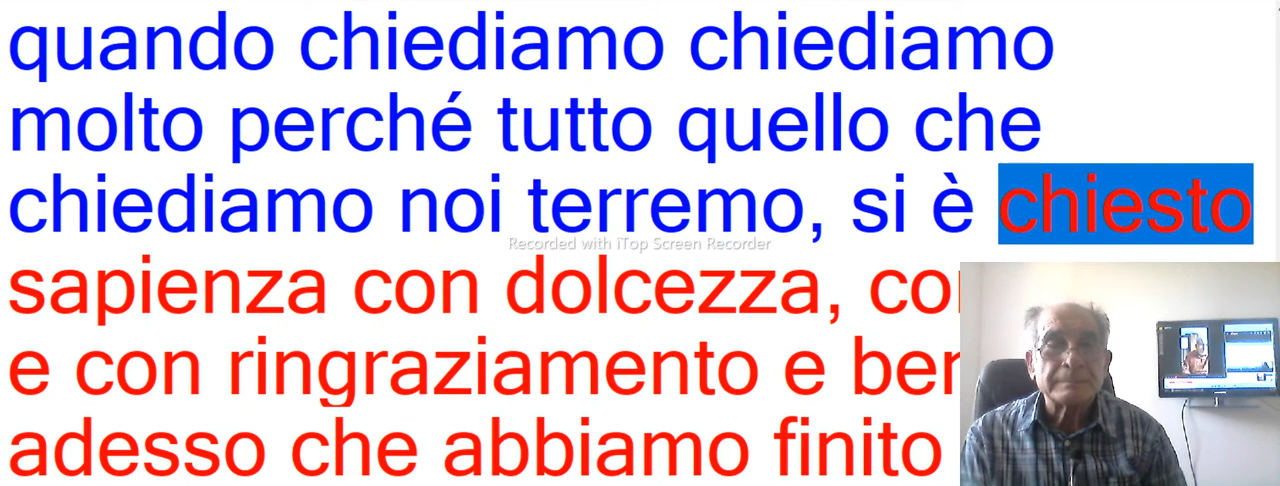 quando chiediamo chiediamo
molto perché tutto quello che
chiediamo noi terremo, si è chiesto
Recorded with iTop Screen Recorder
sapienza con dolcezza,
e con ringraziamento e
adesso che abbiamo finito